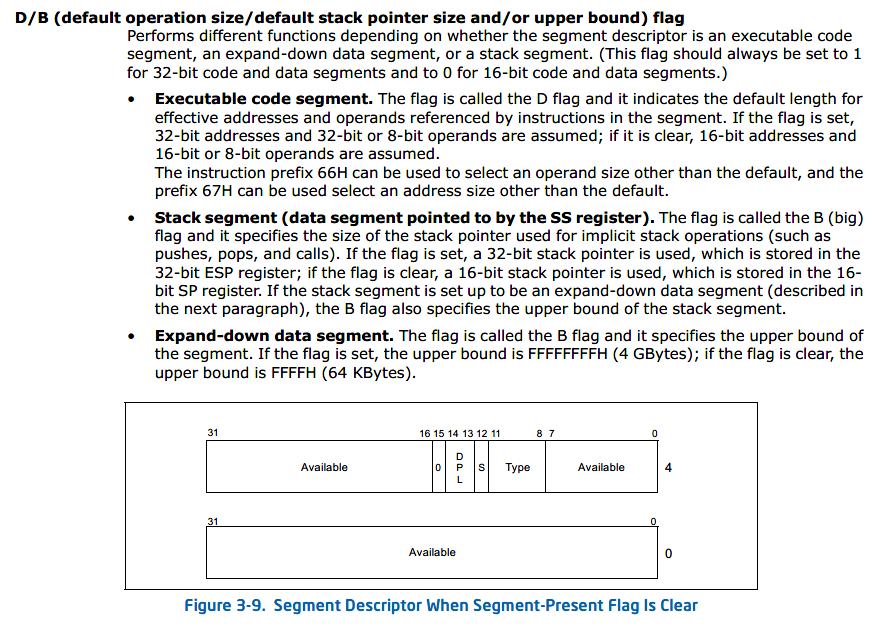 D/B (default operation size/default stack pointer size and/or upper bound) flag
Performs different functions depending on whether the segment descriptor is an executable code
segment, an expand-down data segment, or a stack segment. (This flag should always be set to 1
for 32-bit code and data segments and to 0 for 16-bit code and data segments.)
• Executable code segment. The flag is called the D flag and it indicates the default length for
effective addresses and operands referenced by instructions in the segment. If the flag is set,
32-bit addresses and 32-bit or 8-bit operands are assumed; if it is clear, 16-bit addresses and
16-bit or 8-bit operands are assumed.
The instruction prefix 66H can be used to select an operand size other than the default, and the
prefix 67H can be used select an address size other than the default.
• Stack segment (data segment pointed to by the SS register). The flag is called the B (big)
flag and it specifies the size of the stack pointer used for implicit stack operations (such as
pushes, pops, and calls). If the flag is set, a 32-bit stack pointer is used, which is stored in the
32-bit ESP register; if the flag is clear, a 16-bit stack pointer is used, which is stored in the 16-
bit SP register. If the stack segment is set up to be an expand-down data segment (described in
the next paragraph), the B flag also specifies the upper bound of the stack segment.
• Expand-down data segment. The flag is called the B flag and it specifies the upper bound of
the segment. If the flag is set, the upper bound is FFFFFFFFH (4 GBytes); if the flag is clear, the
upper bound is FFFFH (64 KBytes).
31 16 15 14 13 12 11 8 7 0
Available 0 D P L S Type Available 4
31 0
Available 0
Figure 3-9. Segment Descriptor When Segment-Present Flag Is Clear